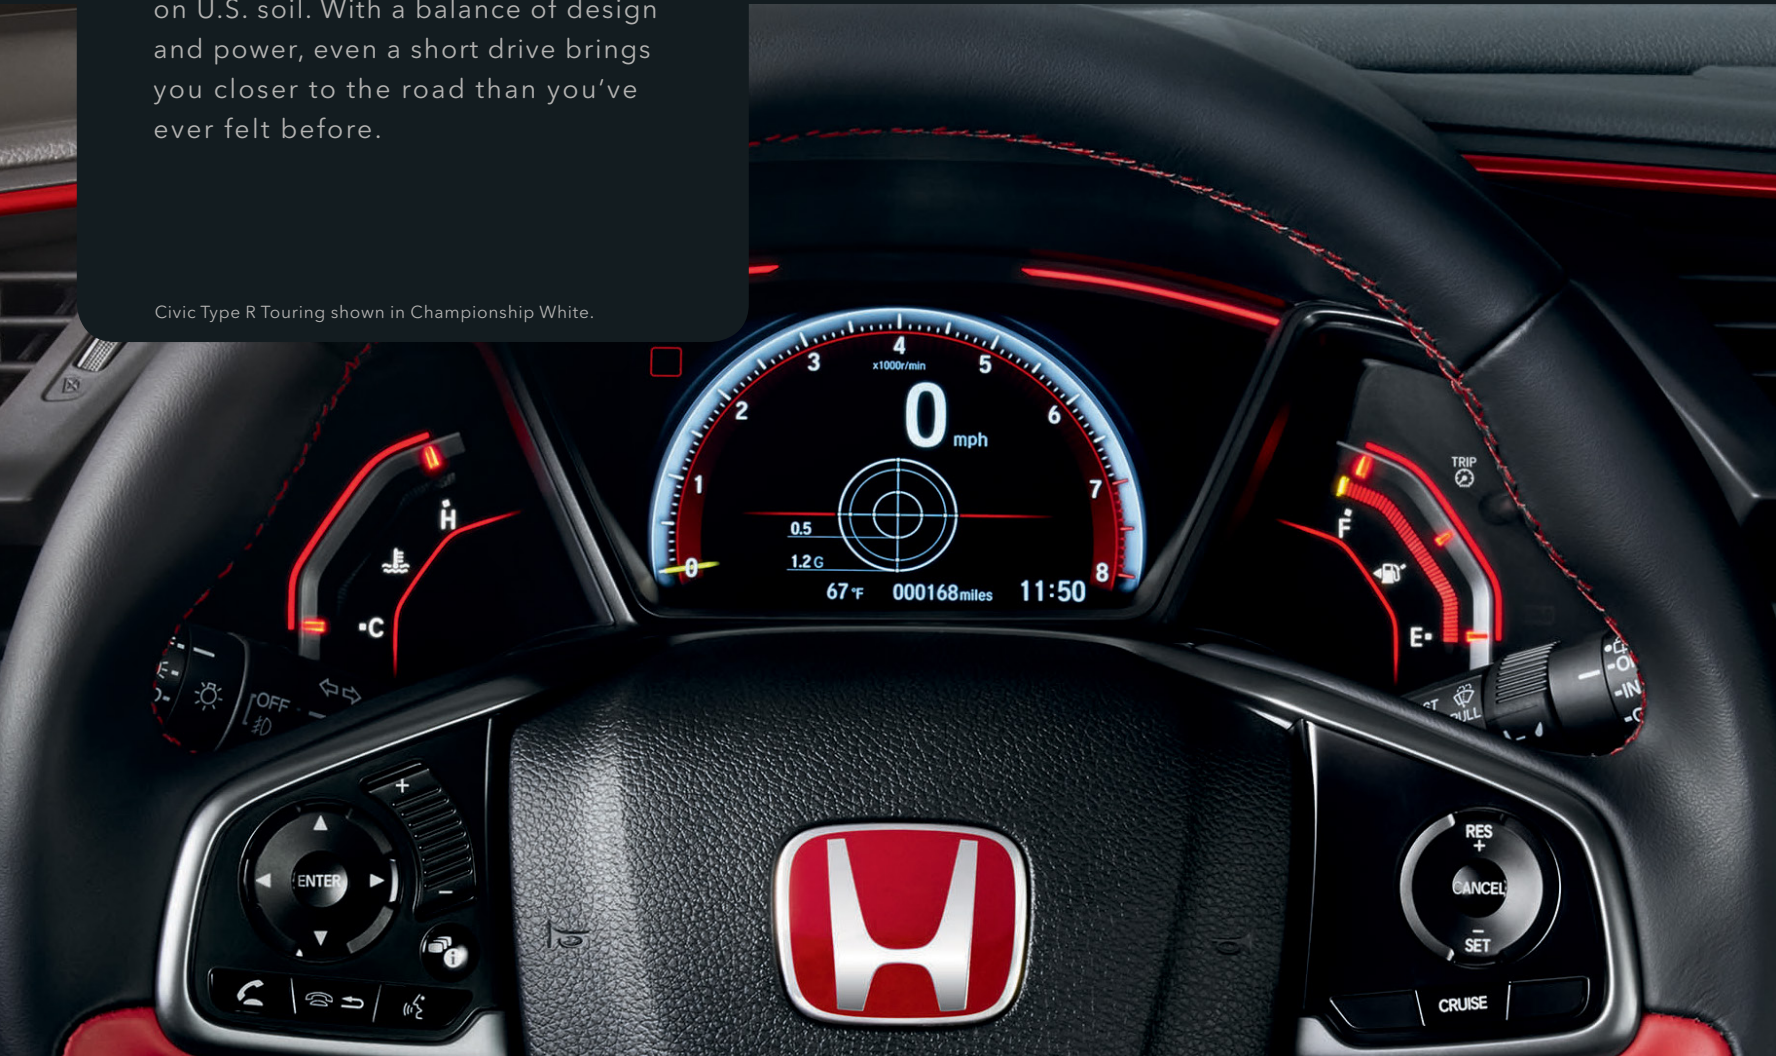 on U.S. soil. With a balance of design
and power, even a short drive brings
you closer to the road than you’ve
ever felt before.
Civic Type R Touring shown in Championship White.
4
3
5
x1000r/min
2
6
0
mph
1
7
0.5
1.2 G
0
8
67°F
000168 miles
11:50
H
C
TRIP
F
E
OFF
+
ENTER
−
PULL
RES
+
CANCEL
−
SET
CRUISE